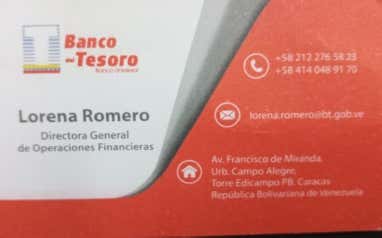 Banco
del Tesoro
Lorena Romero
Directora General
de Operaciones Financieras
+58 212 276 58 23
+58 414 048 91 70
lorena.romero@bt.gob.ve
Av. Francisco de Miranda.
Urb. Campo Alegre,
Torre Edicampo PB. Caracas
República Bolivariana de Venezuela